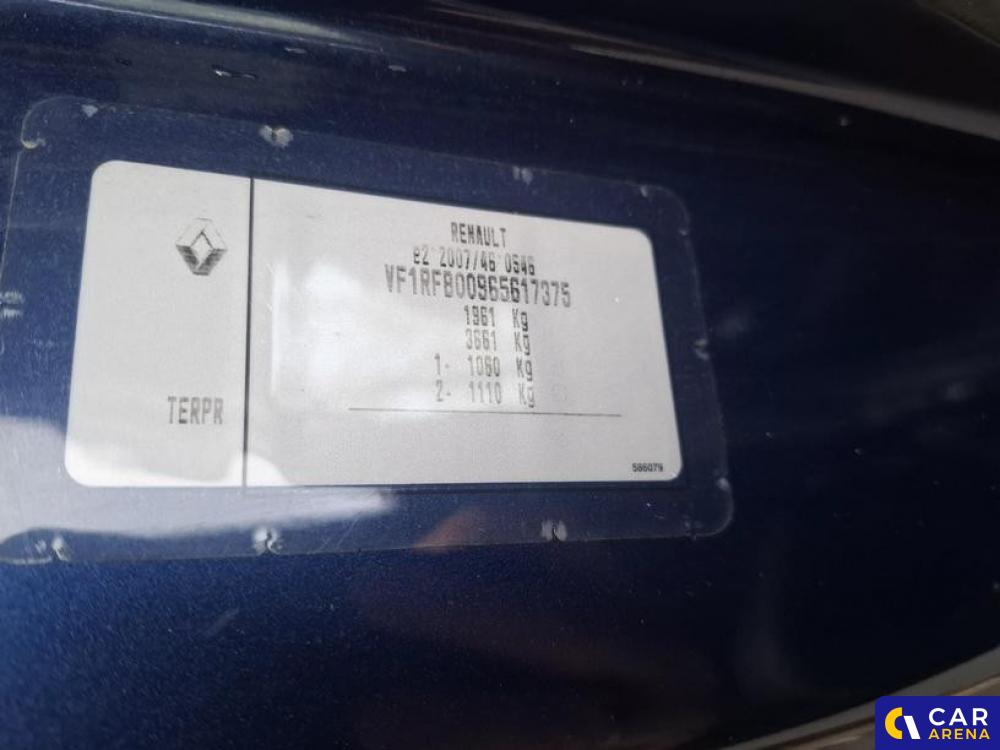 RENAULT
e2*2007/46*0546
VF1RFB00965617375
1961 Kg
3661 Kg
1- 1060 Kg
2- 1110 Kg
TERPR
586079
CAR
ARENA